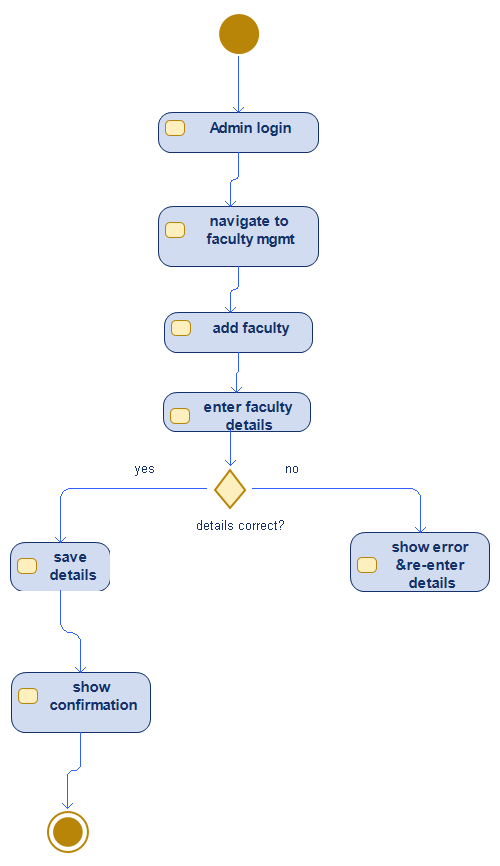 Admin login
navigate to
faculty mgmt
add faculty
enter faculty
details
yes
no
details correct?
save
details
show error
&re-enter
details
show
confirmation